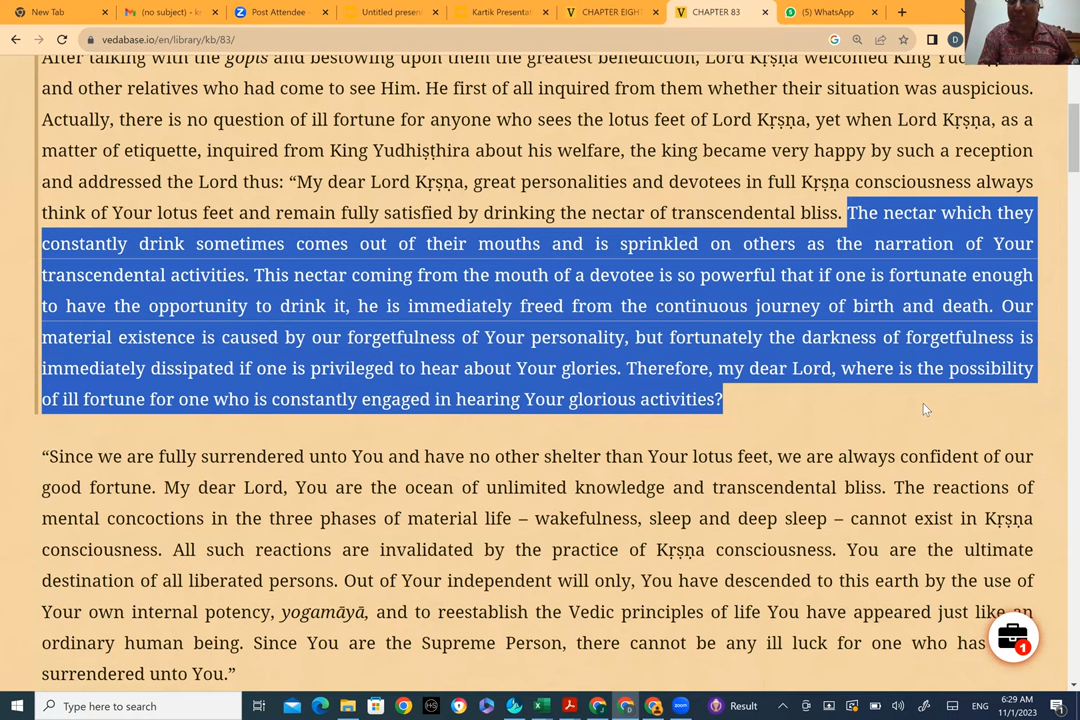 New Tab
(no subject) - k
Post Attendee -
Untitled presen
Kartik Presenta
CHAPTER EIGH
CHAPTER 83
(5) WhatsApp
vedabase.io/en/library/kb/83/
D
After talking with the gopīs and bestowing upon them the greatest benediction, Lord Kṛṣṇa welcomed King Yud
and other relatives who had come to see Him. He first of all inquired from them whether their situation was auspicious.
Actually, there is no question of ill fortune for anyone who sees the lotus feet of Lord Kṛṣṇa, yet when Lord Kṛṣṇa, as a
matter of etiquette, inquired from King Yudhiṣṭhira about his welfare, the king became very happy by such a reception
and addressed the Lord thus: “My dear Lord Kṛṣṇa, great personalities and devotees in full Kṛṣṇa consciousness always
think of Your lotus feet and remain fully satisfied by drinking the nectar of transcendental bliss. The nectar which they
constantly drink sometimes comes out of their mouths and is sprinkled on others as the narration of Your
transcendental activities. This nectar coming from the mouth of a devotee is so powerful that if one is fortunate enough
to have the opportunity to drink it, he is immediately freed from the continuous journey of birth and death. Our
material existence is caused by our forgetfulness of Your personality, but fortunately the darkness of forgetfulness is
immediately dissipated if one is privileged to hear about Your glories. Therefore, my dear Lord, where is the possibility
of ill fortune for one who is constantly engaged in hearing Your glorious activities?
“Since we are fully surrendered unto You and have no other shelter than Your lotus feet, we are always confident of our
good fortune. My dear Lord, You are the ocean of unlimited knowledge and transcendental bliss. The reactions of
mental concoctions in the three phases of material life – wakefulness, sleep and deep sleep – cannot exist in Kṛṣṇa
consciousness. All such reactions are invalidated by the practice of Kṛṣṇa consciousness. You are the ultimate
destination of all liberated persons. Out of Your independent will only, You have descended to this earth by the use of
Your own internal potency, yogamāyā, and to reestablish the Vedic principles of life You have appeared just like an
ordinary human being. Since You are the Supreme Person, there cannot be any ill luck for one who has
surrendered unto You.”
1
Type here to search
zoom
Result
ENG
6:29 AM
11/1/2023